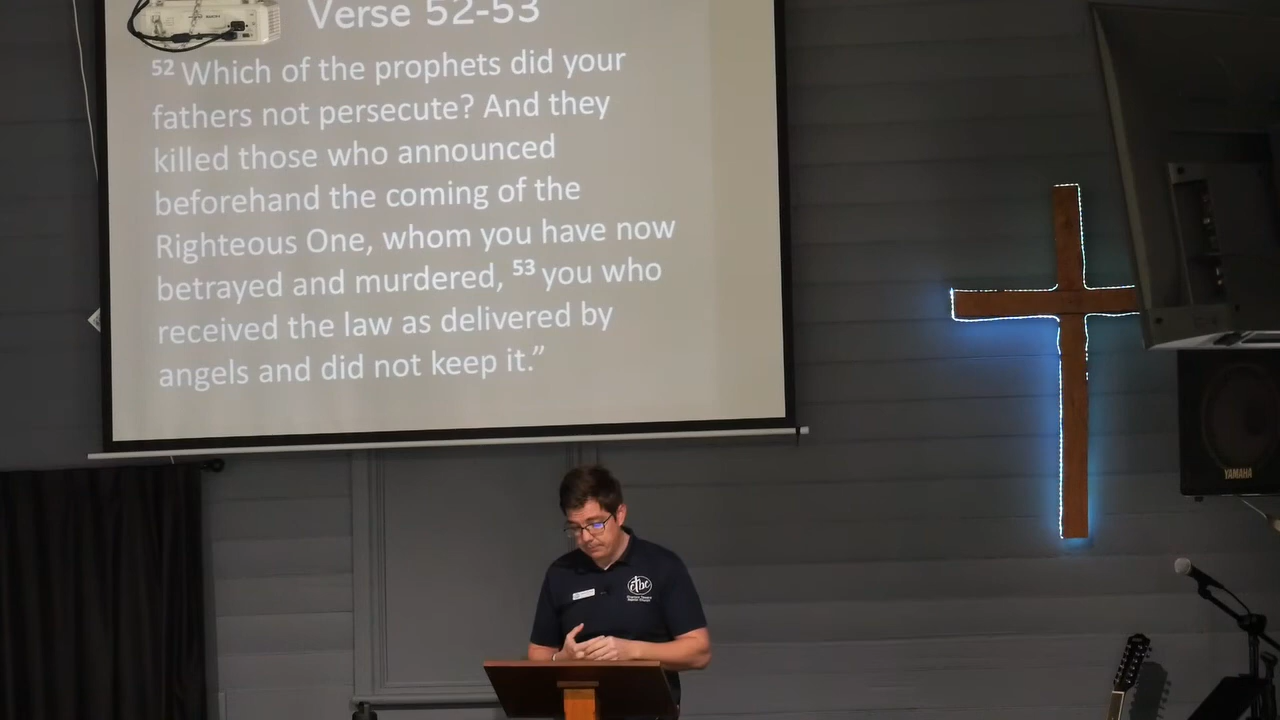 Verse 52-53
52 Which of the prophets did your
fathers not persecute? And they
killed those who announced
beforehand the coming of the
Righteous One, whom you have now
betrayed and murdered, 53 you who
received the law as delivered by
angels and did not keep it.”
YAMAHA